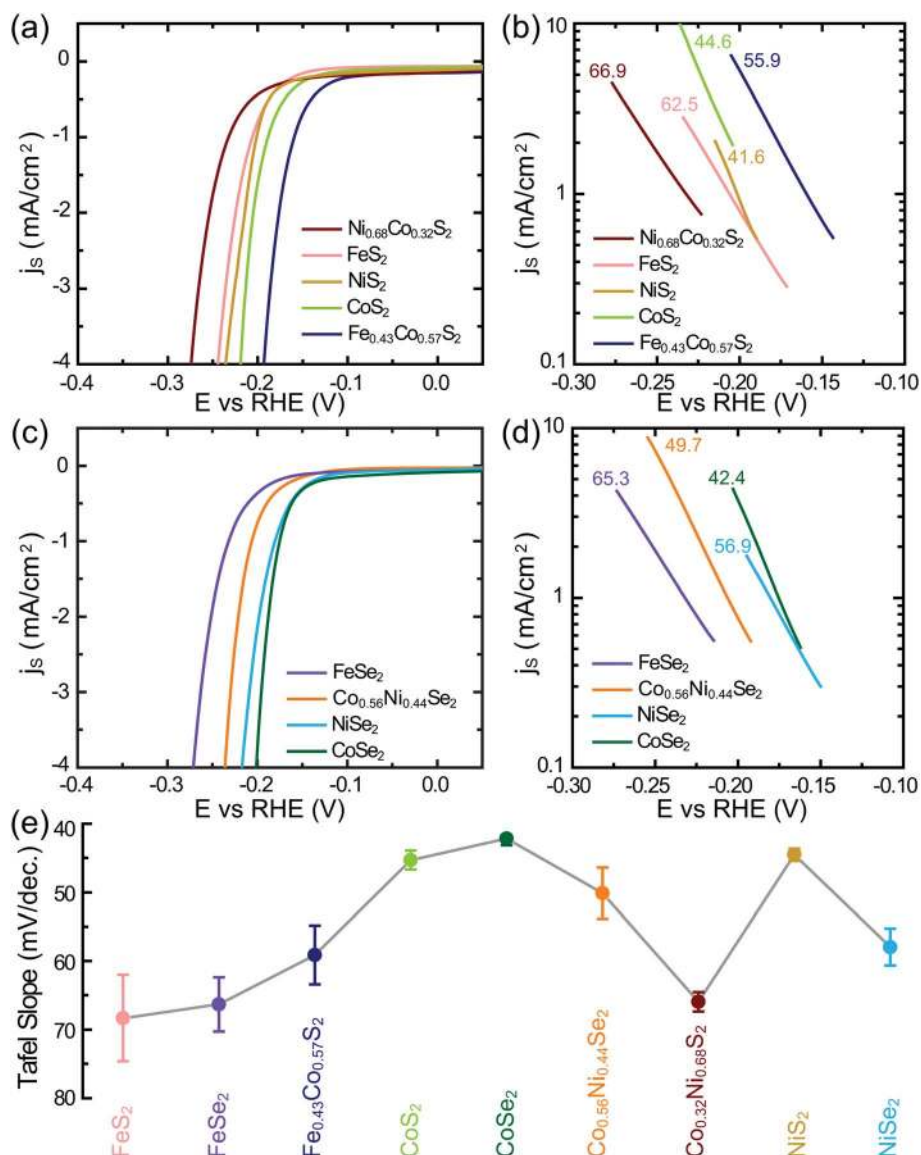 (a)
0
-1
-2
-3
-4
jS (mA/cm²)
Ni0.68Co0.32S2
FeS2
NiS2
CoS2
Fe0.43Co0.57S2
-0.4 -0.3 -0.2 -0.1 0.0
E vs RHE (V)
(b)
10
1
0.1
jS (mA/cm²)
66.9
62.5
44.6
41.6
55.9
Ni0.68Co0.32S2
FeS2
NiS2
CoS2
Fe0.43Co0.57S2
-0.30 -0.25 -0.20 -0.15 -0.10
E vs RHE (V)
(c)
0
-1
-2
-3
-4
jS (mA/cm²)
FeSe2
Co0.56Ni0.44Se2
NiSe2
CoSe2
-0.4 -0.3 -0.2 -0.1 0.0
E vs RHE (V)
(d)
10
1
0.1
jS (mA/cm²)
65.3
49.7
42.4
56.9
FeSe2
Co0.56Ni0.44Se2
NiSe2
CoSe2
-0.30 -0.25 -0.20 -0.15 -0.10
E vs RHE (V)
(e)
40
50
60
70
80
Tafel Slope (mV/dec.)
FeS2
FeSe2
Fe0.43Co0.57S2
CoS2
CoSe2
Co0.56Ni0.44Se2
Co0.32Ni0.68S2
NiS2
NiSe2